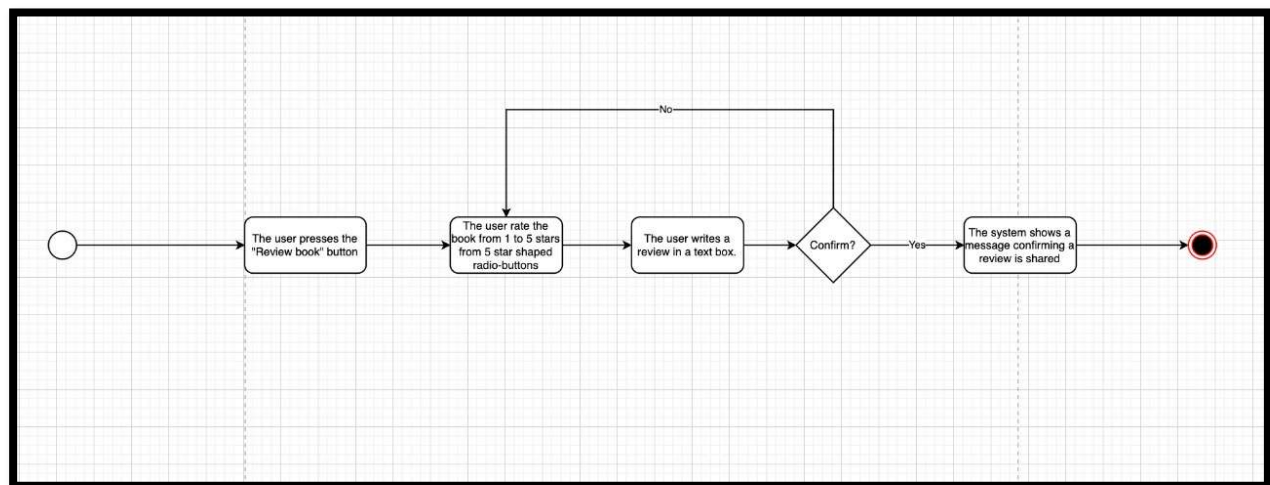 No
The user presses the
"Review book" button
The user rate the
book from 1 to 5 stars
from 5 star shaped
radio-buttons
The user writes a
review in a text box.
Confirm?
Yes
The system shows a
message confirming a
review is shared